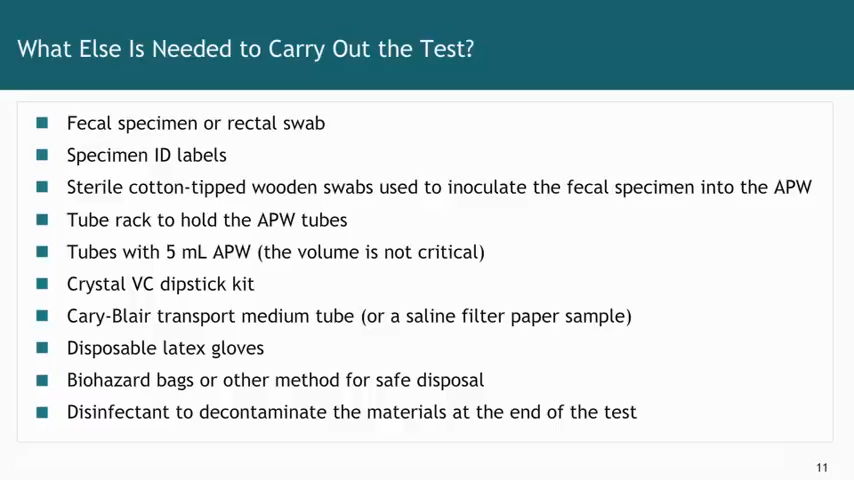 What Else Is Needed to Carry Out the Test?
Fecal specimen or rectal swab
Specimen ID labels
Sterile cotton-tipped wooden swabs used to inoculate the fecal specimen into the APW
Tube rack to hold the APW tubes
Tubes with 5 mL APW (the volume is not critical)
Crystal VC dipstick kit
Cary-Blair transport medium tube (or a saline filter paper sample)
Disposable latex gloves
Biohazard bags or other method for safe disposal
Disinfectant to decontaminate the materials at the end of the test
11